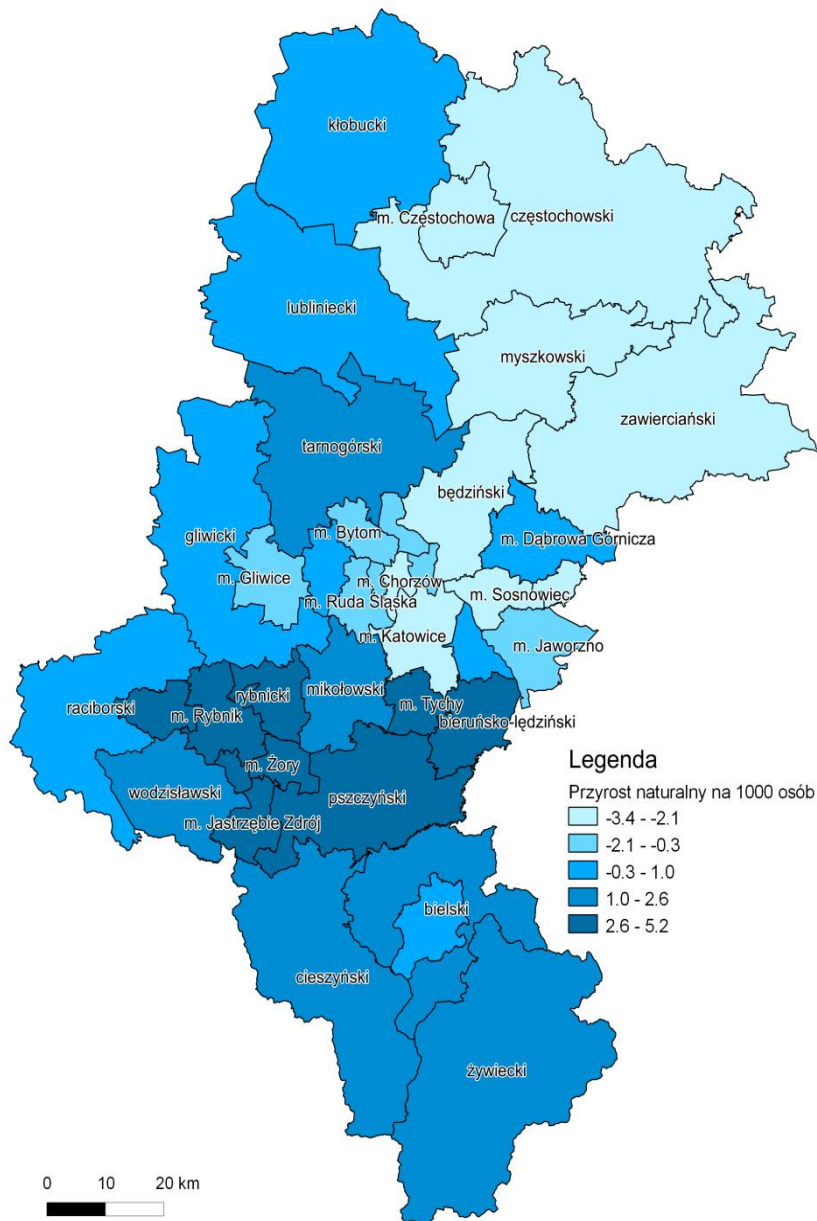 kłobucki
m. Częstochowa
częstochowski
lubliniecki
myszkowski
zawierciański
tarnogórski
będziński
m. Bytom
gliwicki
m. Dąbrowa Górnicza
m. Gliwice
m. Chorzów
m. Sosnowiec
m. Ruda Śląska
m. Katowice
m. Jaworzno
rybnicki
mikołowski
raciborski
m. Tychy
m. Rybnik
bieruńsko-lędziński
m. Żory
wodzisławski
pszczyński
m. Jastrzębie Zdrój
bielski
cieszyński
żywiecki
Legenda
Przyrost naturalny na 1000 osób
-3.4 - -2.1
-2.1 - -0.3
-0.3 - 1.0
1.0 - 2.6
2.6 - 5.2
0 10 20 km